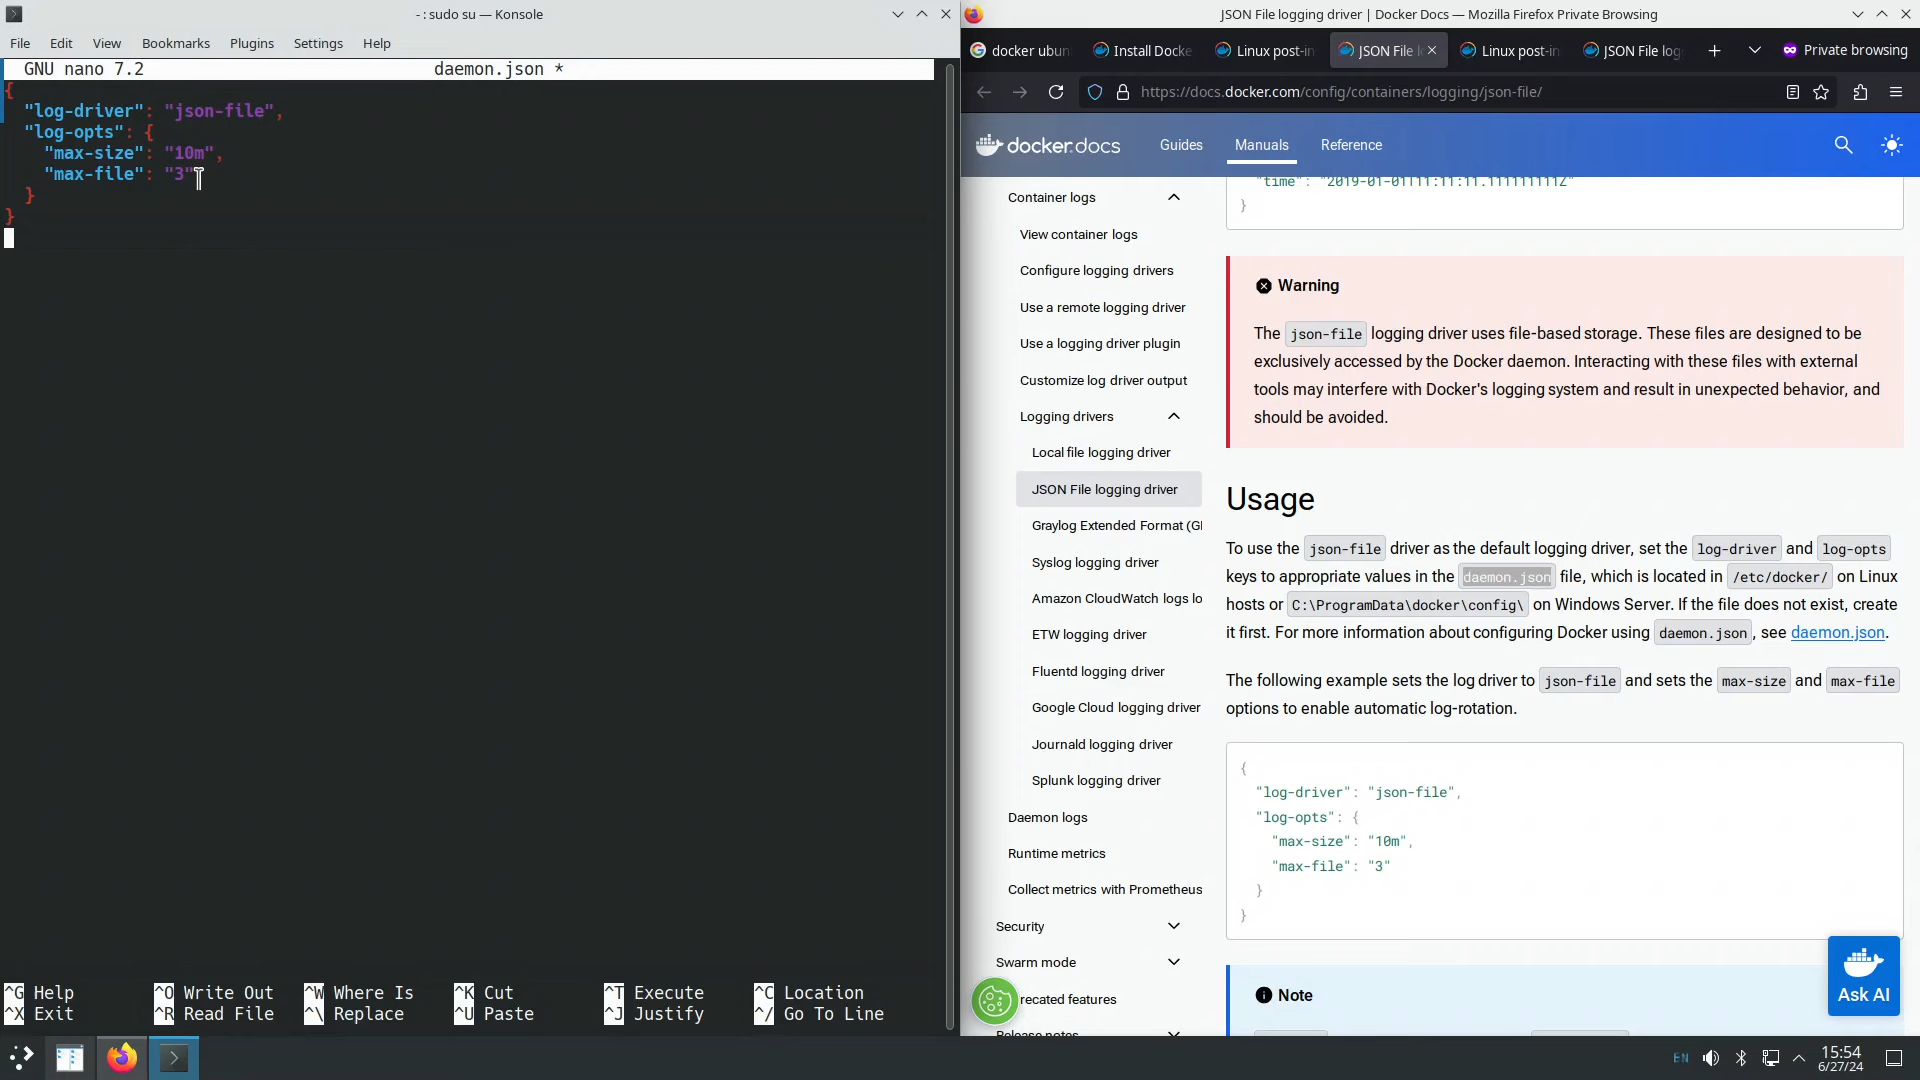 - : sudo su — Konsole
File Edit View Bookmarks Plugins Settings Help
GNU nano 7.2 daemon.json *
{
"log-driver": "json-file",
"log-opts": {
"max-size": "10m",
"max-file": "3"
}
}
^G Help ^O Write Out ^W Where Is ^K Cut ^T Execute ^C Location
^X Exit ^R Read File ^\ Replace ^U Paste ^J Justify ^/ Go To Line
JSON File logging driver | Docker Docs — Mozilla Firefox Private Browsing
docker ubun Install Docke Linux post-in JSON File l Linux post-in JSON File log Private browsing
https://docs.docker.com/config/containers/logging/json-file/
docker.docs Guides Manuals Reference
Container logs
View container logs
Configure logging drivers
Use a remote logging driver
Use a logging driver plugin
Customize log driver output
Logging drivers
Local file logging driver
JSON File logging driver
Graylog Extended Format (GE
Syslog logging driver
Amazon CloudWatch logs lo
ETW logging driver
Fluentd logging driver
Google Cloud logging driver
Journald logging driver
Splunk logging driver
Daemon logs
Runtime metrics
Collect metrics with Prometheus
Security
Swarm mode
recated features
Release notes
"time": "2019-01-01T11:11:11.111111111Z"
}
Warning
The json-file logging driver uses file-based storage. These files are designed to be
exclusively accessed by the Docker daemon. Interacting with these files with external
tools may interfere with Docker's logging system and result in unexpected behavior, and
should be avoided.
Usage
To use the json-file driver as the default logging driver, set the log-driver and log-opts
keys to appropriate values in the daemon.json file, which is located in /etc/docker/ on Linux
hosts or C:\ProgramData\docker\config\ on Windows Server. If the file does not exist, create
it first. For more information about configuring Docker using daemon.json, see daemon.json.
The following example sets the log driver to json-file and sets the max-size and max-file
options to enable automatic log-rotation.
{
"log-driver": "json-file",
"log-opts": {
"max-size": "10m",
"max-file": "3"
}
}
Note
Ask AI
EN 15:54
6/27/24